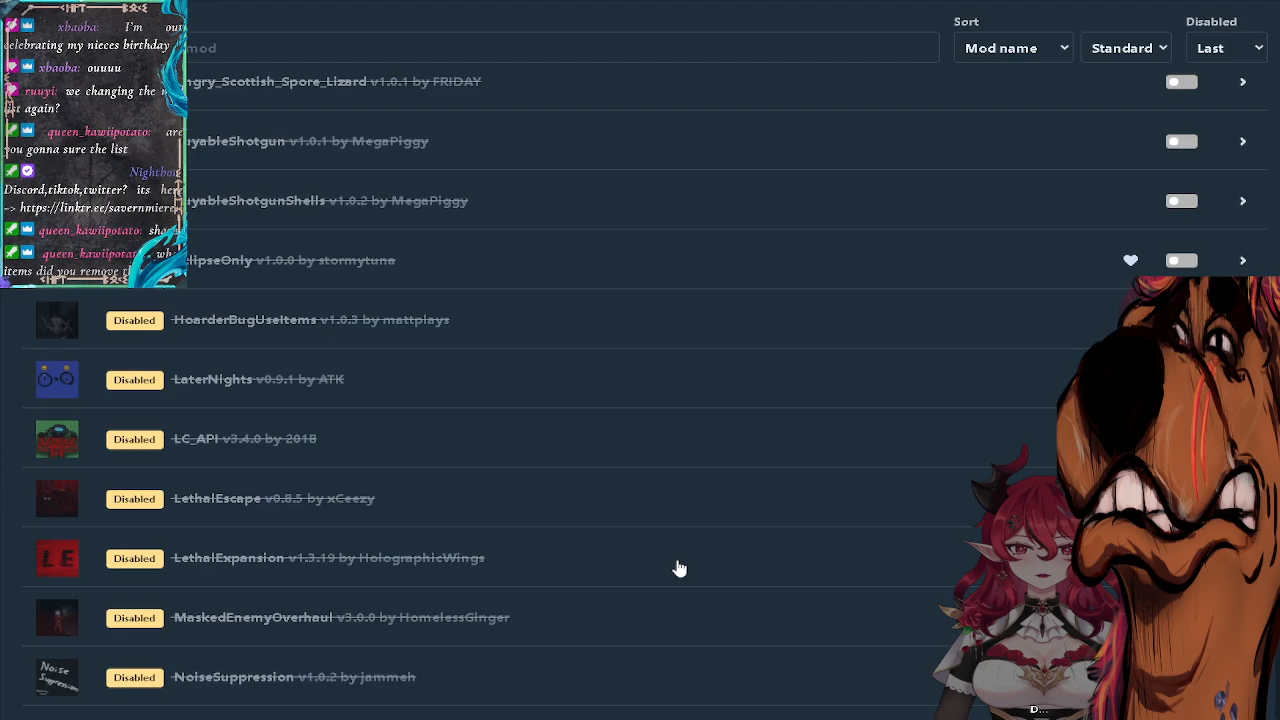 xbaoba: I'm out
celebrating my nieces birthday
xbaoba: ouuuu
ruuyi: we changing the
again?
queen_kawiipotato: are
you gonna sure the list
Nightbot
Discord,tiktok,twitter? its here
-> https://linktr.ee/savernmierc
queen_kawiipotato:
queen_kawiipotato:
items did you remove
Sort
Disabled
mod
Mod name
Standard
Last
ngry_Scottish_Spore_Lizard v1.0.1 by FRIDAY
uyableShotgun v1.0.1 by MegaPiggy
uyableShotgunShells v1.0.2 by MegaPiggy
clipseOnly v1.0.0 by stormytuna
Disabled HoarderBugUseItems v1.0.3 by mattplays
Disabled LaterNights v0.9.1 by ATK
Disabled LC_API v3.4.0 by 2018
Disabled LethalEscape v0.8.5 by xCeezy
LE
Disabled LethalExpansion v1.3.19 by HolographicWings
Disabled MaskedEnemyOverhaul v3.0.0 by HomelessGinger
Noise
Suppression
Disabled NoiseSuppression v1.0.2 by jammeh
D...